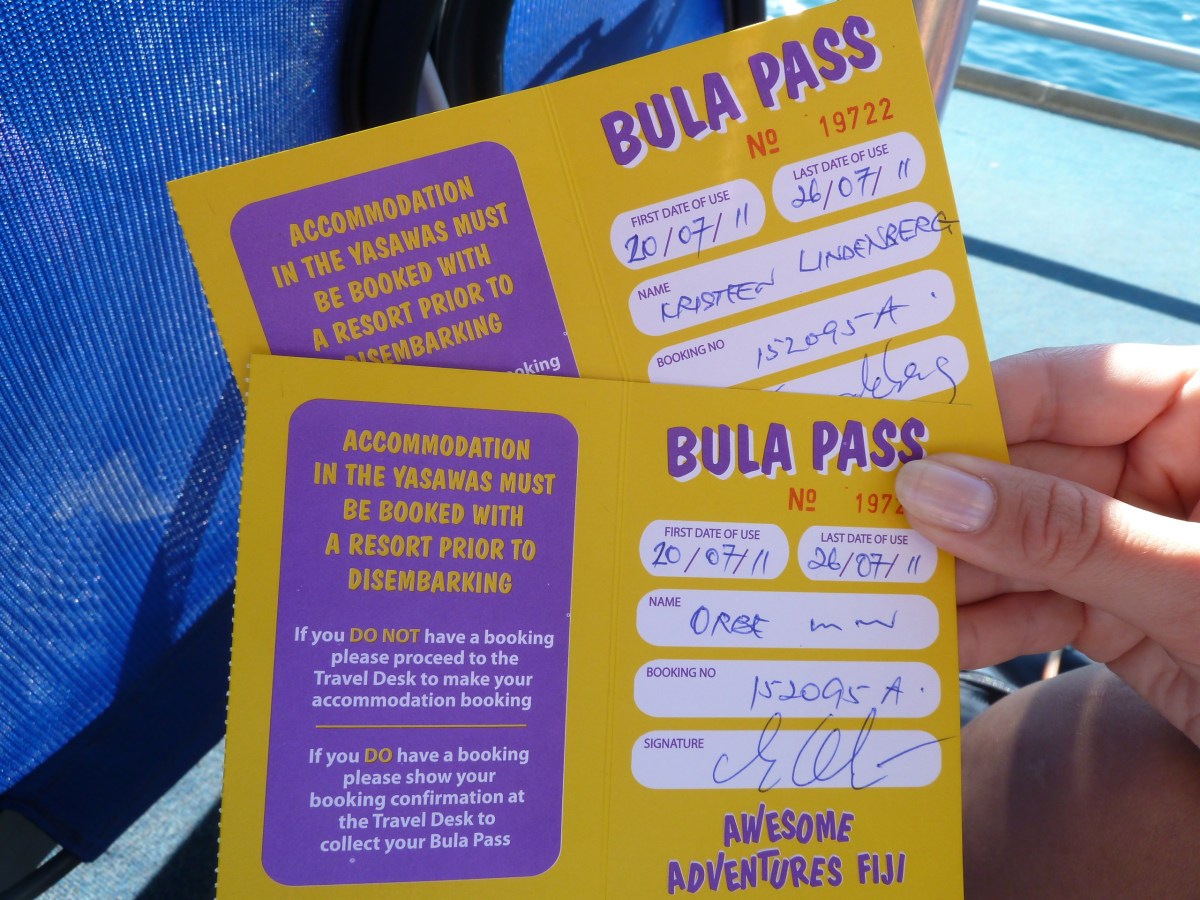 ACCOMMODATION
IN THE YASAWAS MUST
BE BOOKED WITH
A RESORT PRIOR TO
DISEMBARKING
ooking
BULA PASS
Nº 19722
FIRST DATE OF USE
20/07/11
LAST DATE OF USE
26/07/11
NAME
KRISTEEN LINDENBERG
BOOKING NO
152095-A.
ACCOMMODATION
IN THE YASAWAS MUST
BE BOOKED WITH
A RESORT PRIOR TO
DISEMBARKING
If you DO NOT have a booking
please proceed to the
Travel Desk to make your
accommodation booking
If you DO have a booking
please show your
booking confirmation at
the Travel Desk to
collect your Bula Pass
BULA PASS
Nº 1972
FIRST DATE OF USE
20/07/11
LAST DATE OF USE
26/07/11
NAME
ORBE
BOOKING NO
152095-A.
SIGNATURE
AWESOME
ADVENTURES FIJI